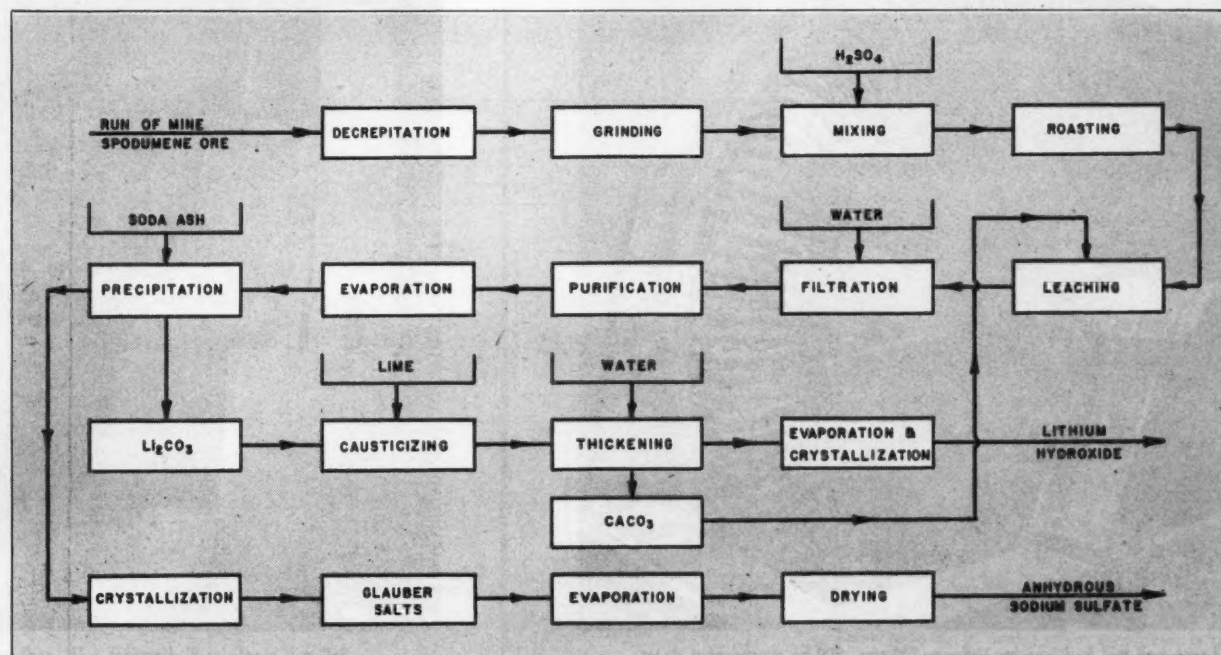 H₂SO₄
RUN OF MINE
SPODUMENE ORE
DECREPITATION
GRINDING
MIXING
ROASTING
SODA ASH
WATER
PRECIPITATION
EVAPORATION
PURIFICATION
FILTRATION
LEACHING
LIME
WATER
Li₂CO₃
CAUSTICIZING
THICKENING
EVAPORATION &
CRYSTALLIZATION
LITHIUM
HYDROXIDE
CACO₃
CRYSTALLIZATION
GLAUBER
SALTS
EVAPORATION
DRYING
ANHYDROUS
SODIUM SULFATE